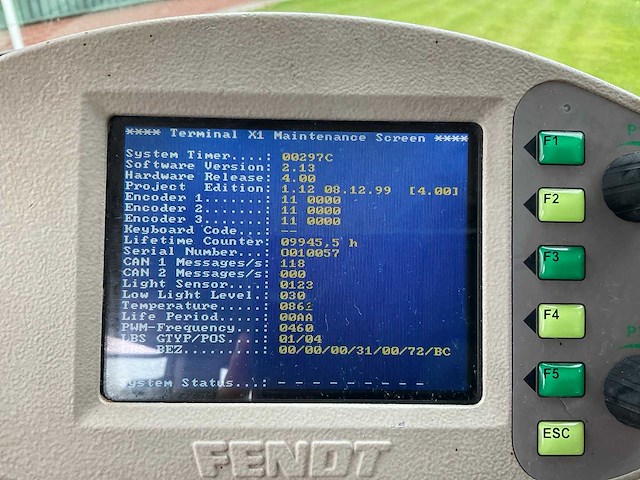 **** Terminal X1 Maintenance Screen ****
System Timer....: 00297C
Software Version: 2.13
Hardware Release: 4.00
Project Edition: 1.12 08.12.99 [4.00]
Encoder 1.......: 11 0000
Encoder 2.......: 11 0000
Encoder 3.......: 11 0000
Keyboard Code...: --
Lifetime Counter: 09945,5 h
Serial Number...: 0010057
CAN 1 Messages/s: 118
CAN 2 Messages/s: 000
Light Sensor....: 0123
Low Light Level.: 030
Temperature.....: 0862
Life Period.....: 00AA
PWM-Frequency...: 0460
LBS GTYP/POS....: 01/04
LBS BEZ.........: 00/00/00/31/00/72/BC
System Status...: - - - - - - - - -
F1
F2
F3
F4
F5
ESC
FENDT